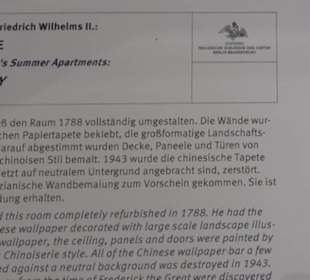 riedrich Wilhelms II.:
E
's Summer Apartments:
Y
ß den Raum 1788 vollständig umgestalten. Die Wände wur-
chen Papiertapete beklebt, die großformatige Landschafts-
darauf abgestimmt wurden Decke, Paneele und Türen von
chinoisen Stil bemalt. 1943 wurde die chinesische Tapete
etzt auf neutralem Untergrund angebracht sind, zerstört.
zianische Wandbemalung zum Vorschein gekommen. Sie ist
dung erhalten.
d this room completely refurbished in 1788. He had the
ese wallpaper decorated with large scale landscape illus-
wallpaper, the ceiling, panels and doors were painted by
Chinoiserie style. All of the Chinese wallpaper bar a few
ed against a neutral background was destroyed in 1943.
from the time of Frederick the Great were discovered